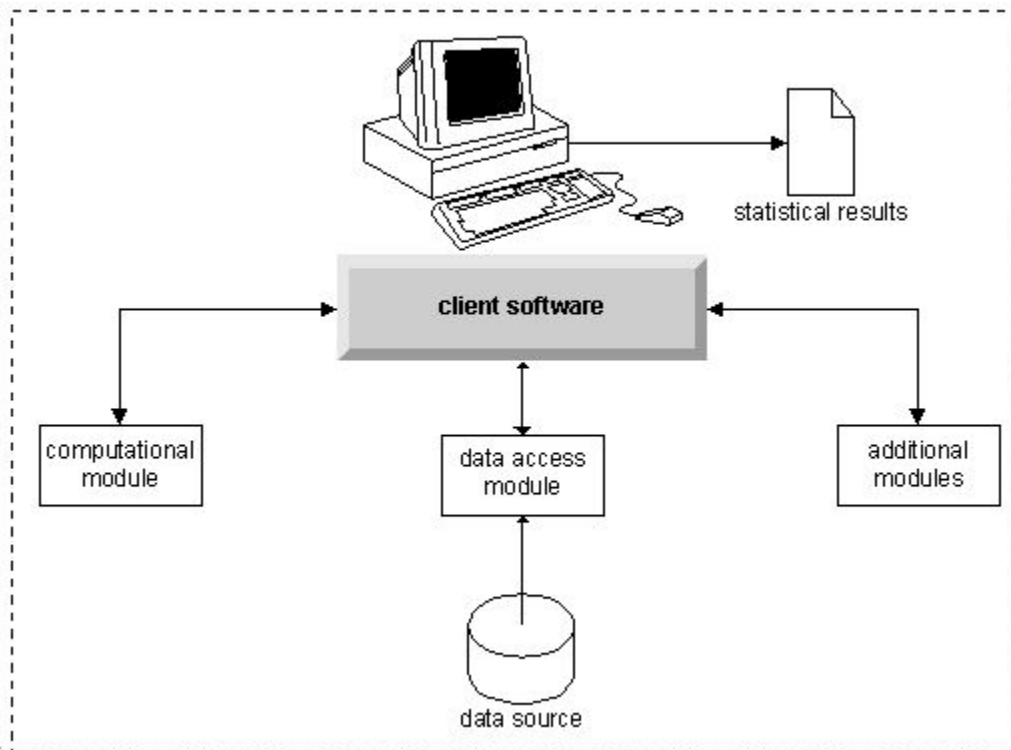 statistical results
client software
computational
module
data access
module
additional
modules
data source